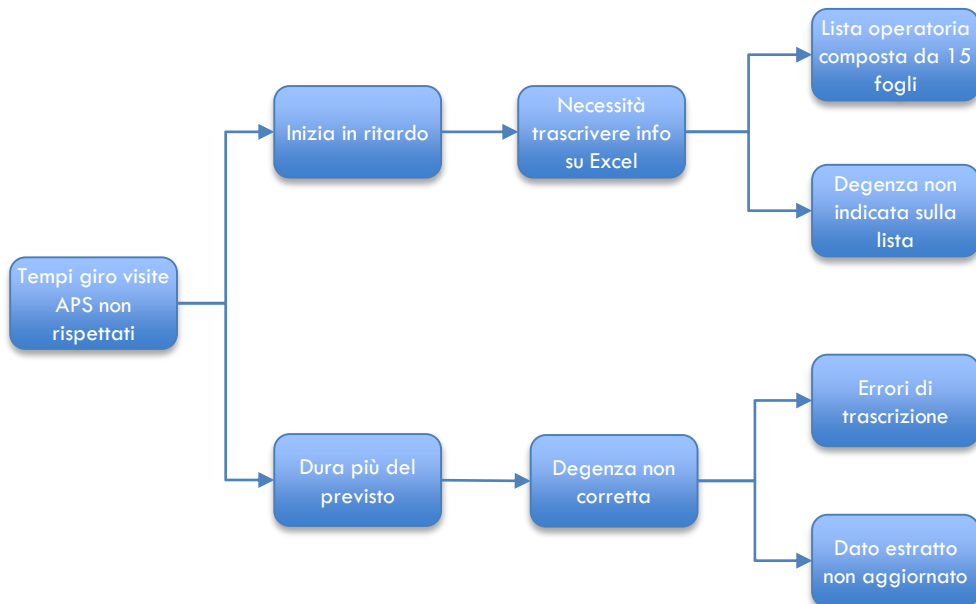 Lista operatoria
composta da 15
fogli
Inizia in ritardo
Necessità
trascrivere info
su Excel
Degenza non
indicata sulla
lista
Tempi giro visite
APS non
rispettati
Errori di
trascrizione
Dura più del
previsto
Degenza non
corretta
Dato estratto
non aggiornato